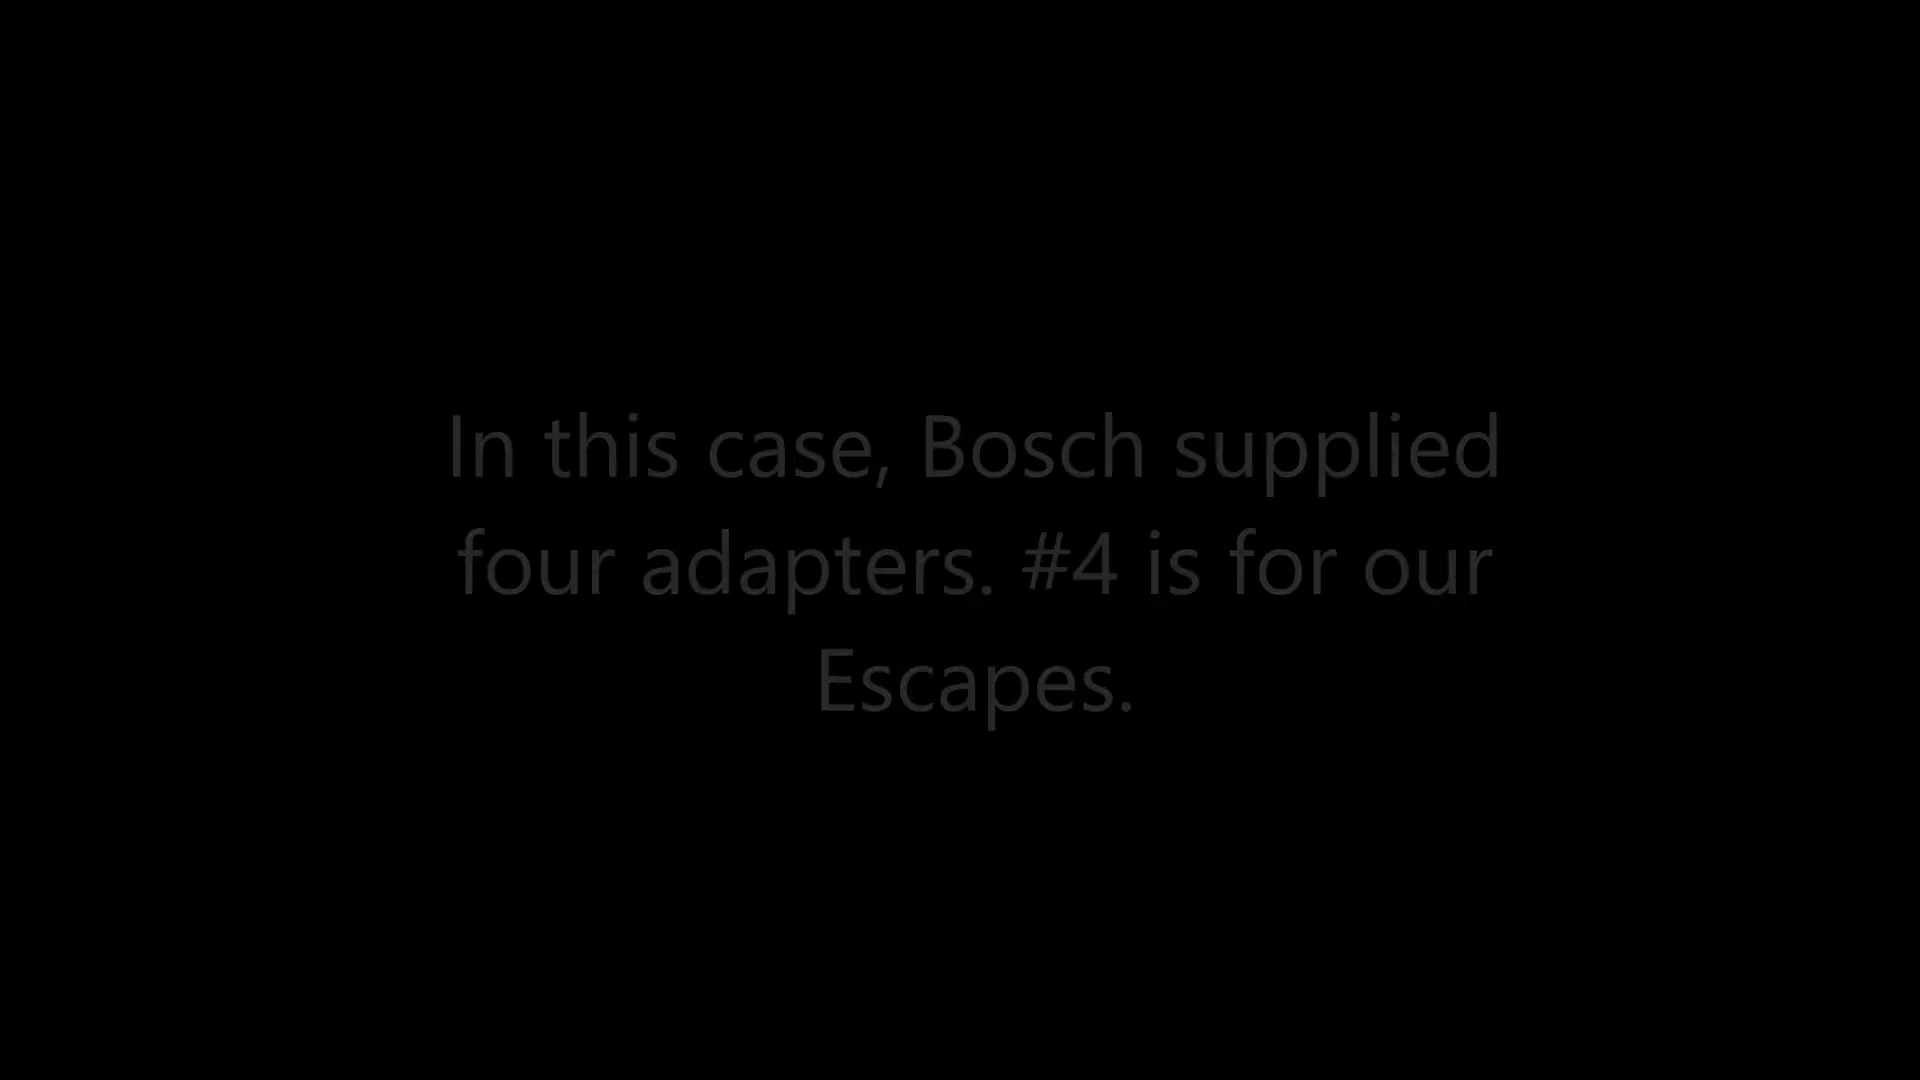 In this case, Bosch supplied
four adapters. #4 is for our
Escapes.